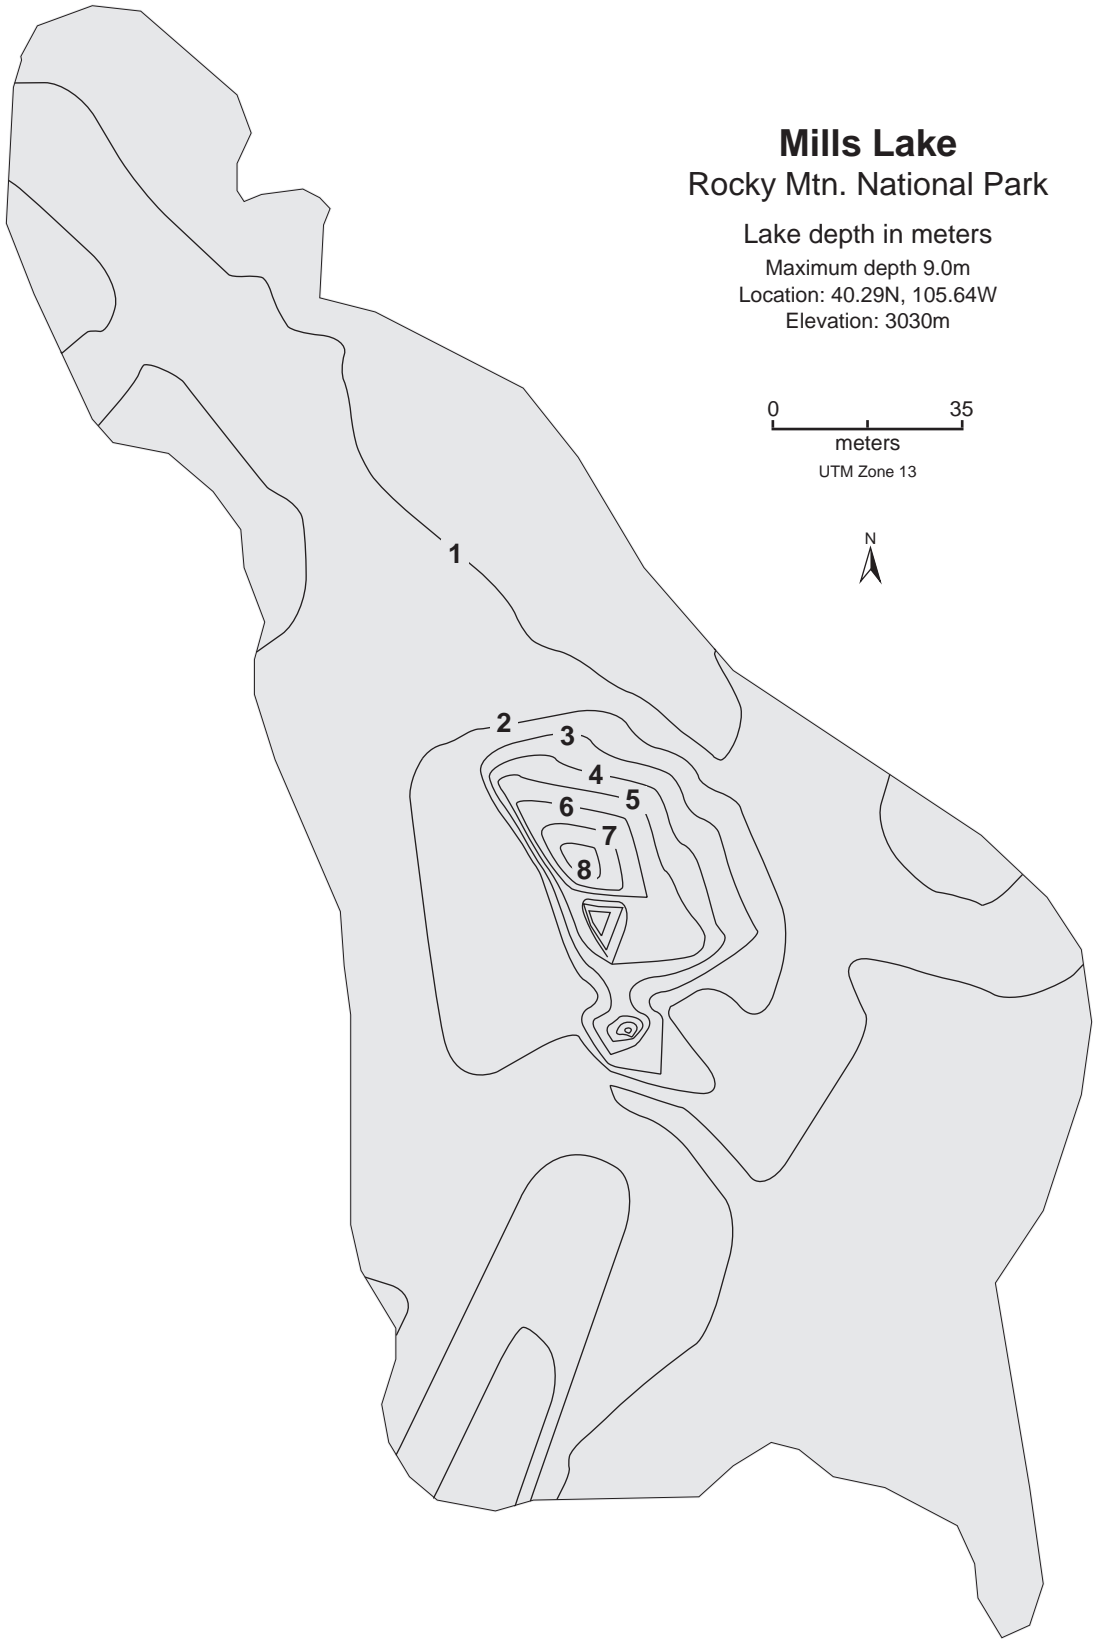 Mills Lake
Rocky Mtn. National Park
Lake depth in meters
Maximum depth 9.0m
Location: 40.29N, 105.64W
Elevation: 3030m
0 35
meters
UTM Zone 13
N
1
2
3
4
5
6
7
8